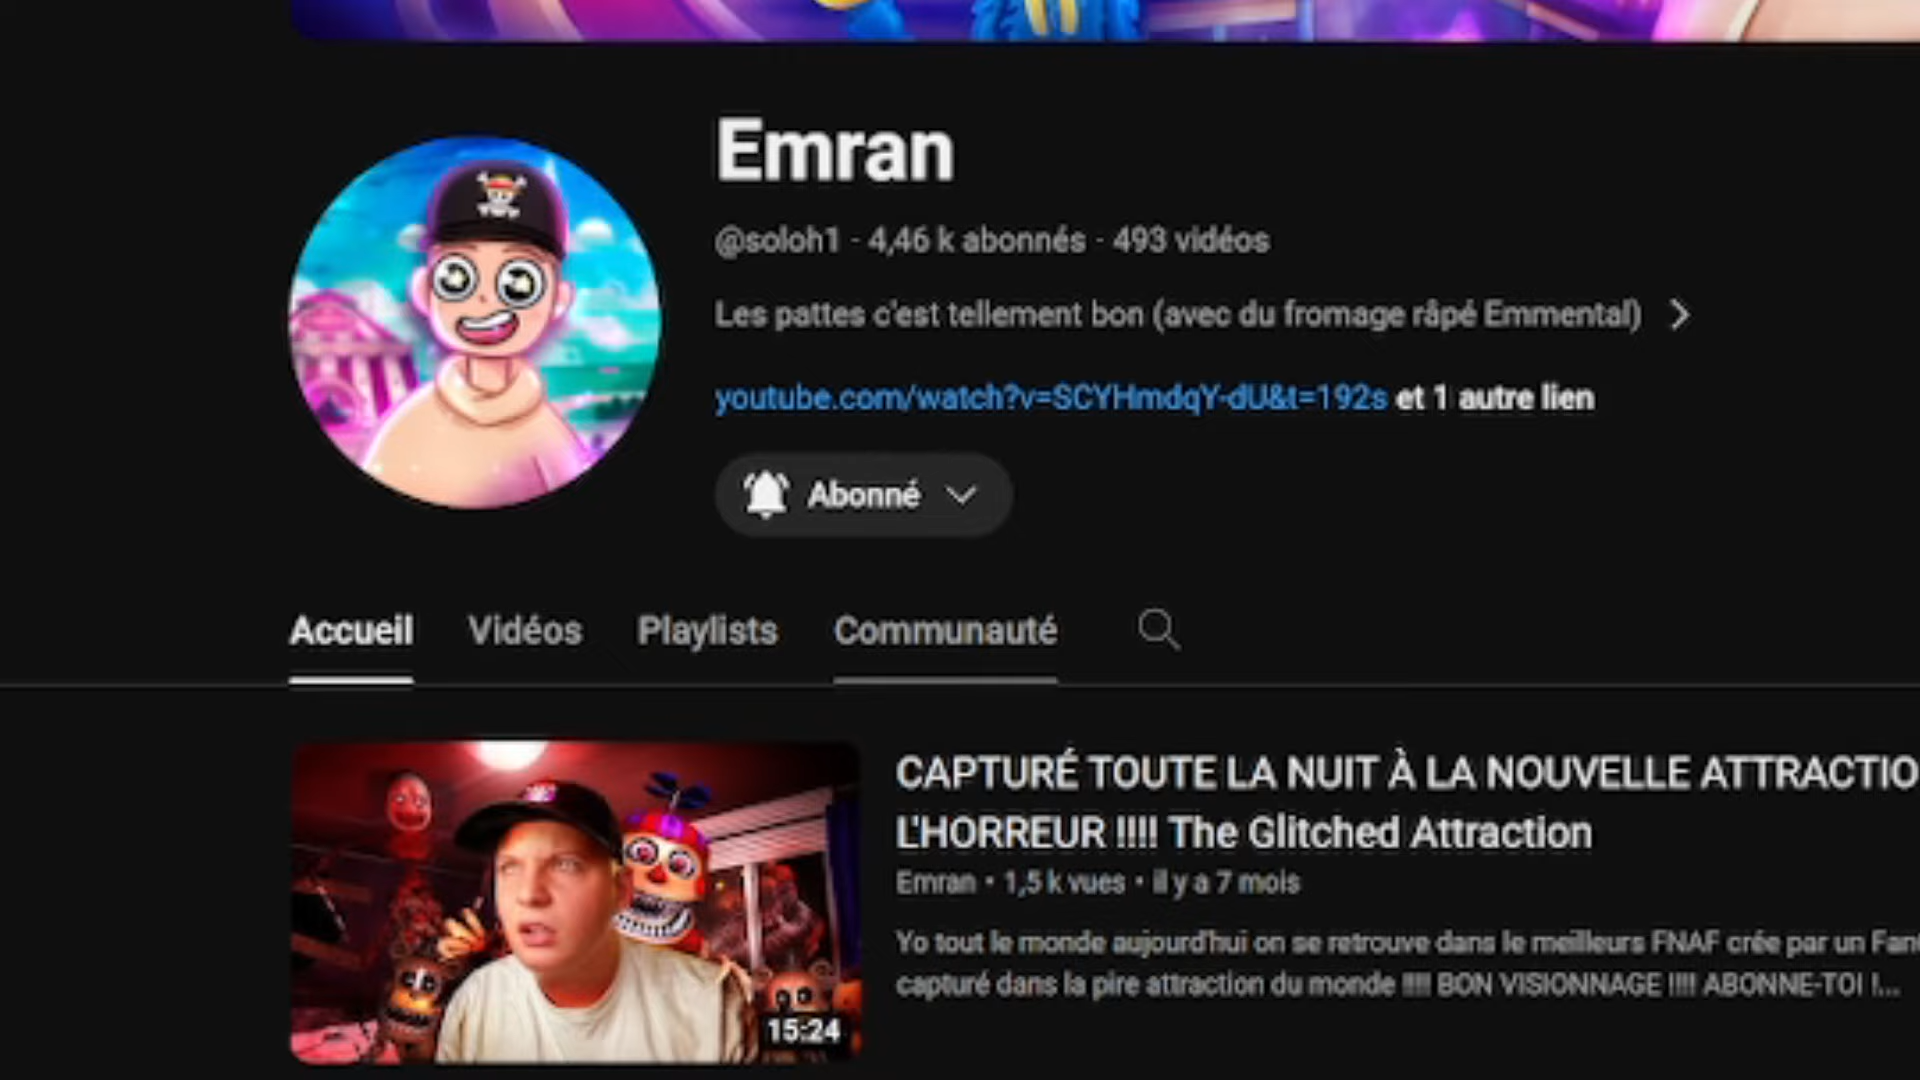 Emran
@soloh1 - 4,46 k abonnés - 493 vidéos
Les pattes c'est tellement bon (avec du fromage râpé Emmental)
youtube.com/watch?v=SCYHmdqY-dU&t=192s et 1 autre lien
Abonné
Accueil Vidéos Playlists Communauté
CAPTURÉ TOUTE LA NUIT À LA NOUVELLE ATTRACTIO
L'HORREUR !!!! The Glitched Attraction
Emran • 1,5 k vues • il y a 7 mois
Yo tout le monde aujourd'hui on se retrouve dans le meilleurs FNAF crée par un Fan
capturé dans la pire attraction du monde !!!! BON VISIONNAGE !!!! ABONNE-TOI !...
15:24